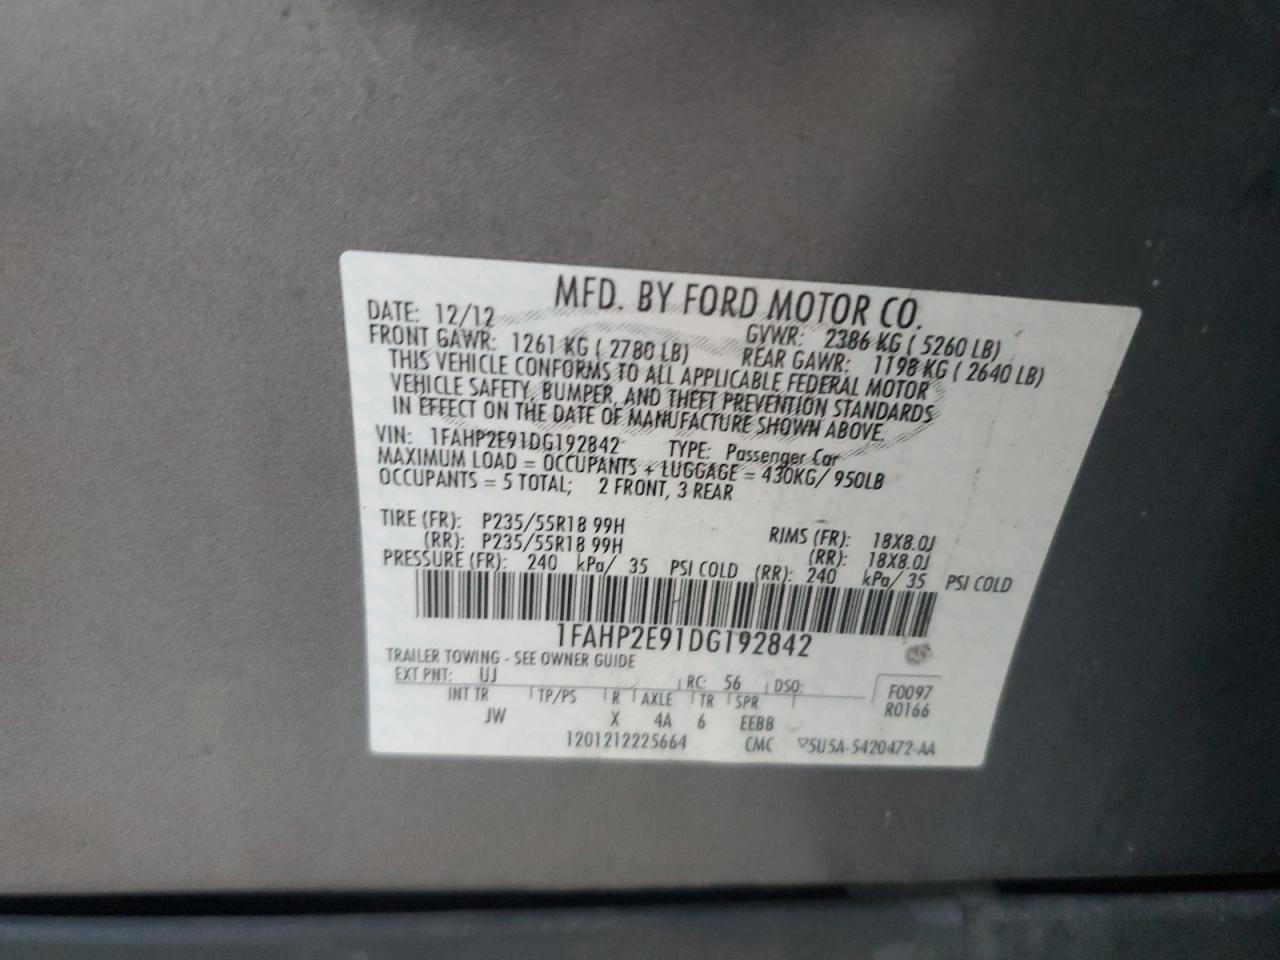 MFD. BY FORD MOTOR CO.
DATE: 12/12 GVWR: 2386 KG ( 5260 LB)
FRONT GAWR: 1261 KG ( 2780 LB) REAR GAWR: 1198 KG ( 2640 LB)
THIS VEHICLE CONFORMS TO ALL APPLICABLE FEDERAL MOTOR
VEHICLE SAFETY, BUMPER, AND THEFT PREVENTION STANDARDS
IN EFFECT ON THE DATE OF MANUFACTURE SHOWN ABOVE.
VIN: 1FAHP2E91DG192842 TYPE: Passenger Car
MAXIMUM LOAD = OCCUPANTS + LUGGAGE = 430KG/ 950LB
OCCUPANTS = 5 TOTAL; 2 FRONT, 3 REAR
TIRE (FR): P235/55R18 99H RIMS (FR): 18X8.0J
(RR): P235/55R18 99H (RR): 18X8.0J
PRESSURE (FR): 240 kPa/ 35 PSI COLD (RR): 240 kPa/ 35 PSI COLD
1FAHP2E91DG192842
TRAILER TOWING - SEE OWNER GUIDE
EXT PNT: UJ RC: 56 DSO: F0097
INT TR TP/PS R AXLE TR SPR R0166
JW X 4A 6 EEBB
1201212225664 CMC 5U5A-5420472-AA